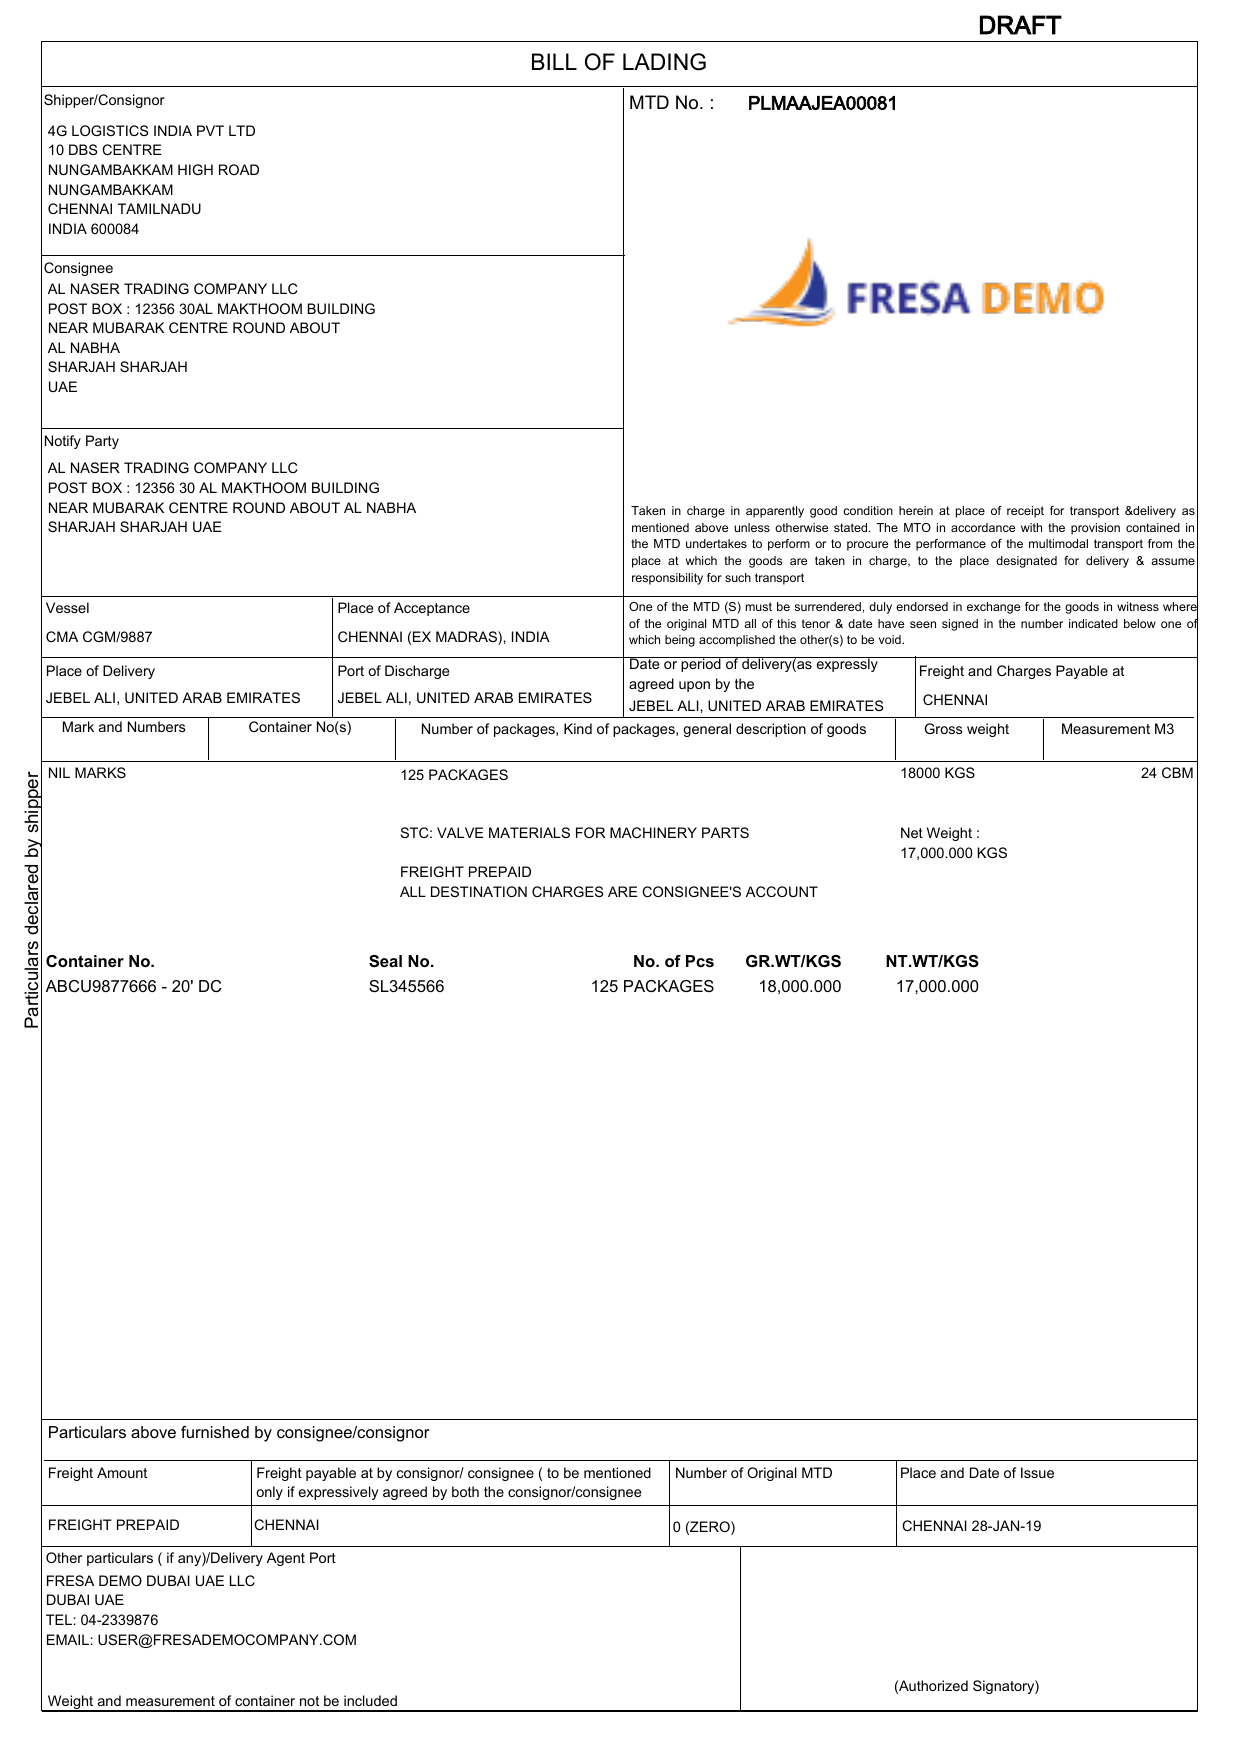 DRAFT
BILL OF LADING
Shipper/Consignor
4G LOGISTICS INDIA PVT LTD
10 DBS CENTRE
NUNGAMBAKKAM HIGH ROAD
NUNGAMBAKKAM
CHENNAI TAMILNADU
INDIA 600084
MTD No. : PLMAAJEA00081
FRESA DEMO
Consignee
AL NASER TRADING COMPANY LLC
POST BOX : 12356 30AL MAKTHOOM BUILDING
NEAR MUBARAK CENTRE ROUND ABOUT
AL NABHA
SHARJAH SHARJAH
UAE
Notify Party
AL NASER TRADING COMPANY LLC
POST BOX : 12356 30 AL MAKTHOOM BUILDING
NEAR MUBARAK CENTRE ROUND ABOUT AL NABHA
SHARJAH SHARJAH UAE
Taken in charge in apparently good condition herein at place of receipt for transport &delivery as
mentioned above unless otherwise stated. The MTO in accordance with the provision contained in
the MTD undertakes to perform or to procure the performance of the multimodal transport from the
place at which the goods are taken in charge, to the place designated for delivery & assume
responsibility for such transport
Vessel
CMA CGM/9887
Place of Acceptance
CHENNAI (EX MADRAS), INDIA
One of the MTD (S) must be surrendered, duly endorsed in exchange for the goods in witness where
of the original MTD all of this tenor & date have seen signed in the number indicated below one of
which being accomplished the other(s) to be void.
Place of Delivery
JEBEL ALI, UNITED ARAB EMIRATES
Port of Discharge
JEBEL ALI, UNITED ARAB EMIRATES
Date or period of delivery(as expressly
agreed upon by the
JEBEL ALI, UNITED ARAB EMIRATES
Freight and Charges Payable at
CHENNAI
Mark and Numbers Container No(s) Number of packages, Kind of packages, general description of goods Gross weight Measurement M3
Particulars declared by shipper
NIL MARKS 125 PACKAGES 18000 KGS 24 CBM
STC: VALVE MATERIALS FOR MACHINERY PARTS Net Weight :
17,000.000 KGS
FREIGHT PREPAID
ALL DESTINATION CHARGES ARE CONSIGNEE'S ACCOUNT
Container No. Seal No. No. of Pcs GR.WT/KGS NT.WT/KGS
ABCU9877666 - 20' DC SL345566 125 PACKAGES 18,000.000 17,000.000
Particulars above furnished by consignee/consignor
Freight Amount
Freight payable at by consignor/ consignee ( to be mentioned
only if expressively agreed by both the consignor/consignee
Number of Original MTD
Place and Date of Issue
FREIGHT PREPAID CHENNAI 0 (ZERO) CHENNAI 28-JAN-19
Other particulars ( if any)/Delivery Agent Port
FRESA DEMO DUBAI UAE LLC
DUBAI UAE
TEL: 04-2339876
EMAIL: USER@FRESADEMOCOMPANY.COM
(Authorized Signatory)
Weight and measurement of container not be included